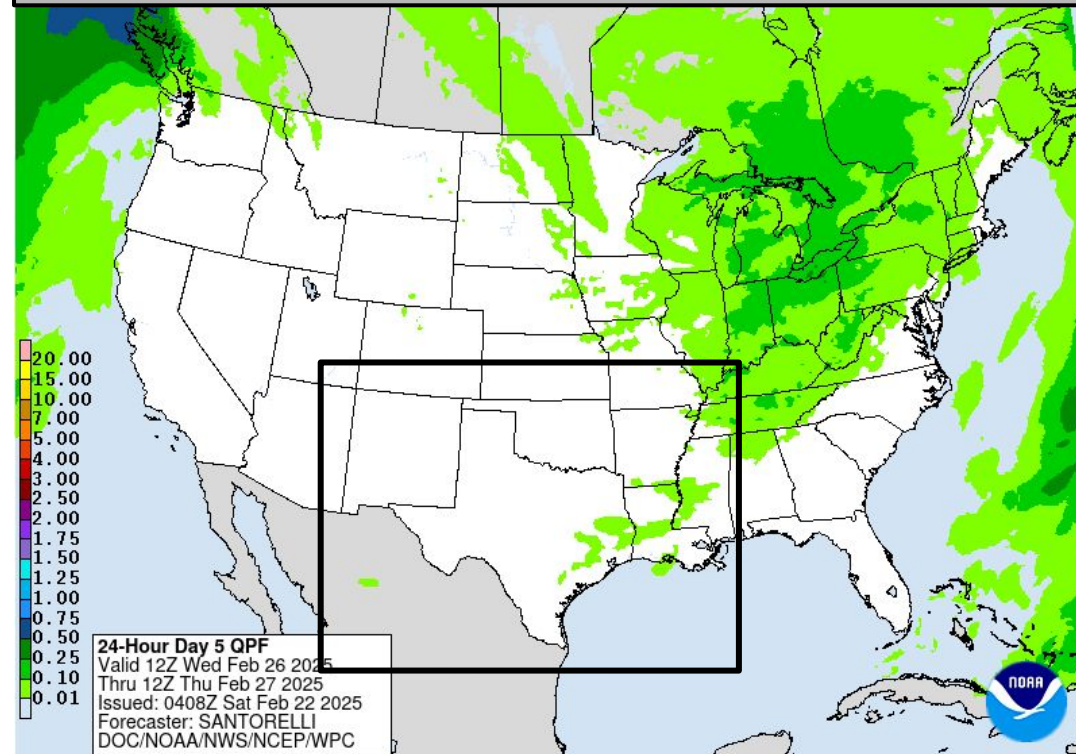 20.00
15.00
10.00
7.00
5.00
4.00
3.00
2.50
2.00
1.75
1.50
1.25
1.00
0.75
0.50
0.25
0.10
0.01
24-Hour Day 5 QPF
Valid 12Z Wed Feb 26 2025
Thru 12Z Thu Feb 27 2025
Issued: 0408Z Sat Feb 22 2025
Forecaster: SANTORELLI
DOC/NOAA/NWS/NCEP/WPC
NOAA